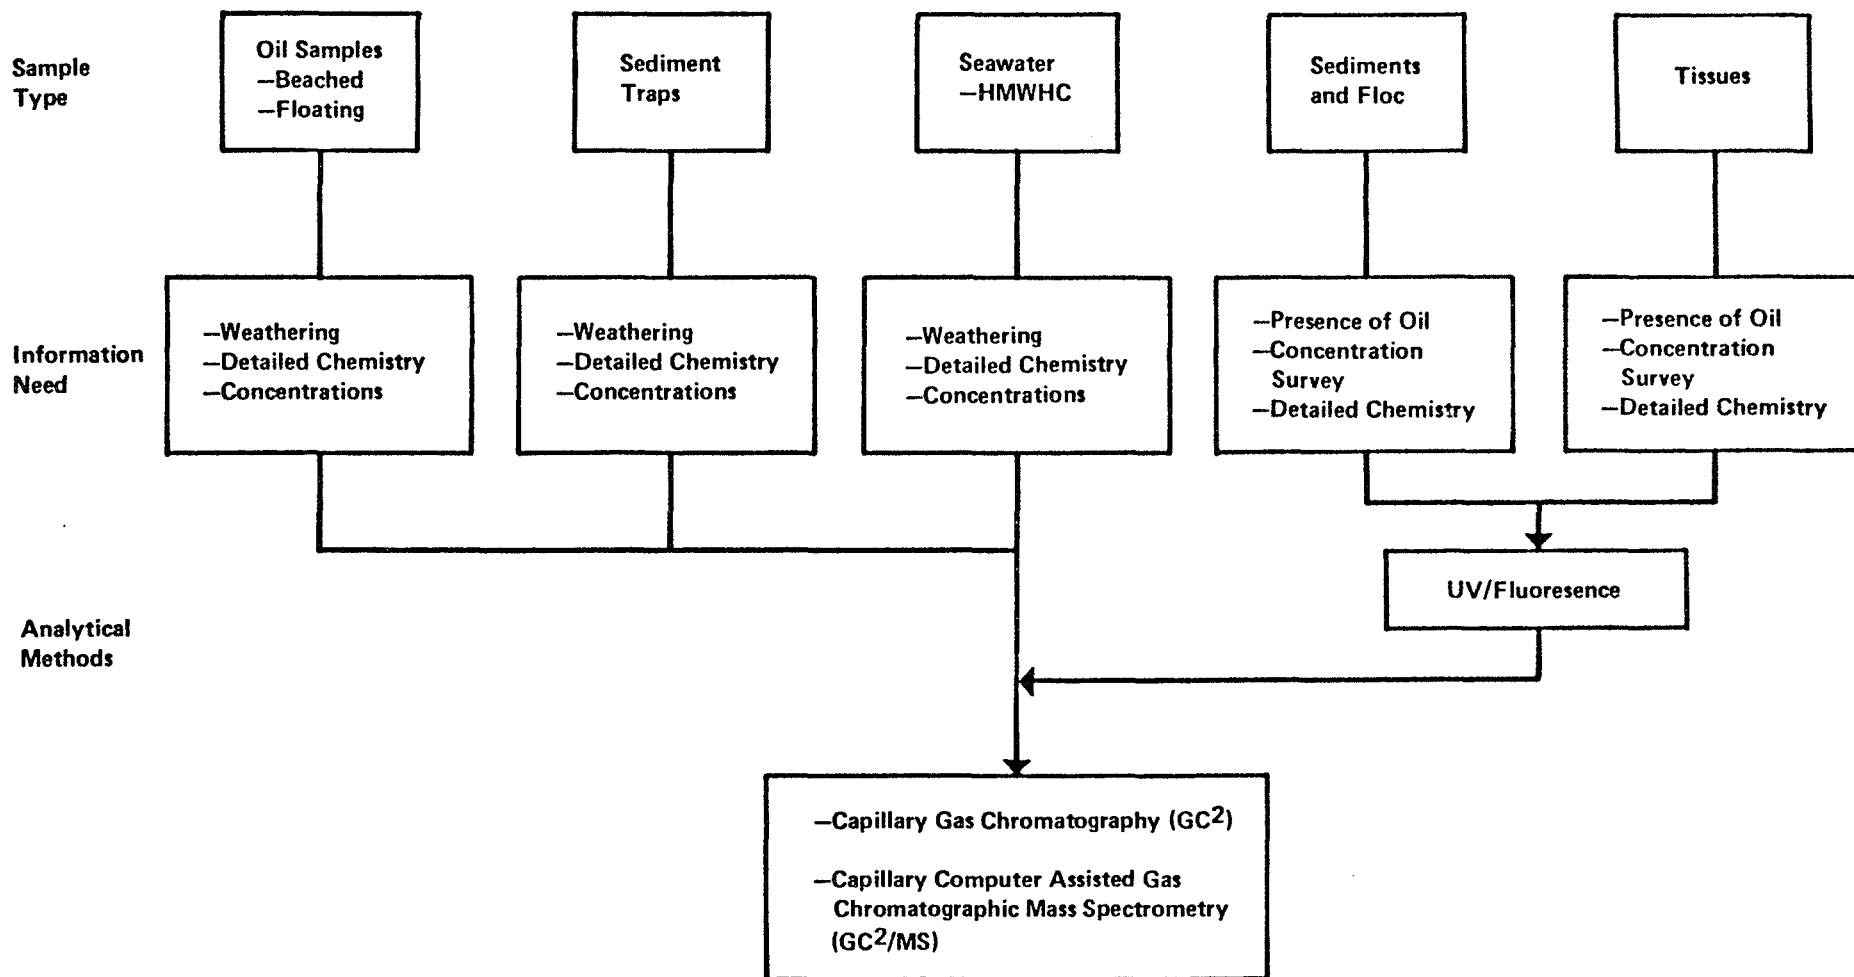 Sample
Type
Oil Samples
—Beached
—Floating
Sediment
Traps
Seawater
—HMWHC
Sediments
and Floc
Tissues
Information
Need
—Weathering
—Detailed Chemistry
—Concentrations
—Weathering
—Detailed Chemistry
—Concentrations
—Weathering
—Detailed Chemistry
—Concentrations
—Presence of Oil
—Concentration
Survey
—Detailed Chemistry
—Presence of Oil
—Concentration
Survey
—Detailed Chemistry
Analytical
Methods
UV/Fluoresence
—Capillary Gas Chromatography (GC²)
—Capillary Computer Assisted Gas
Chromatographic Mass Spectrometry
(GC²/MS)